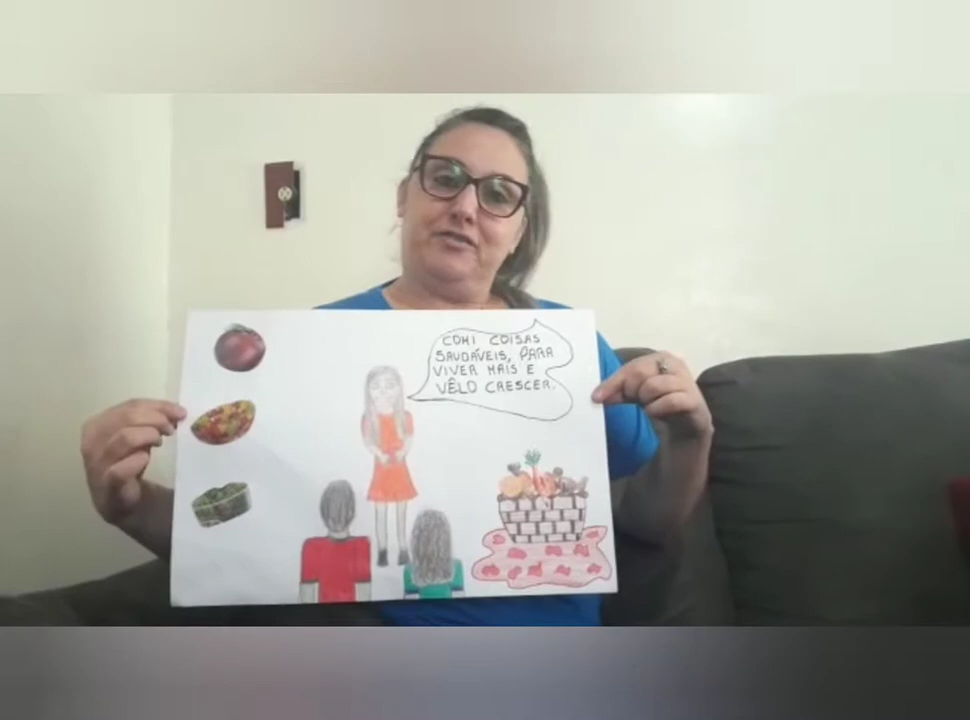 COMI COISAS
SAUDÁVEIS, PARA
VIVER MAIS E
VÊLO CRESCER.